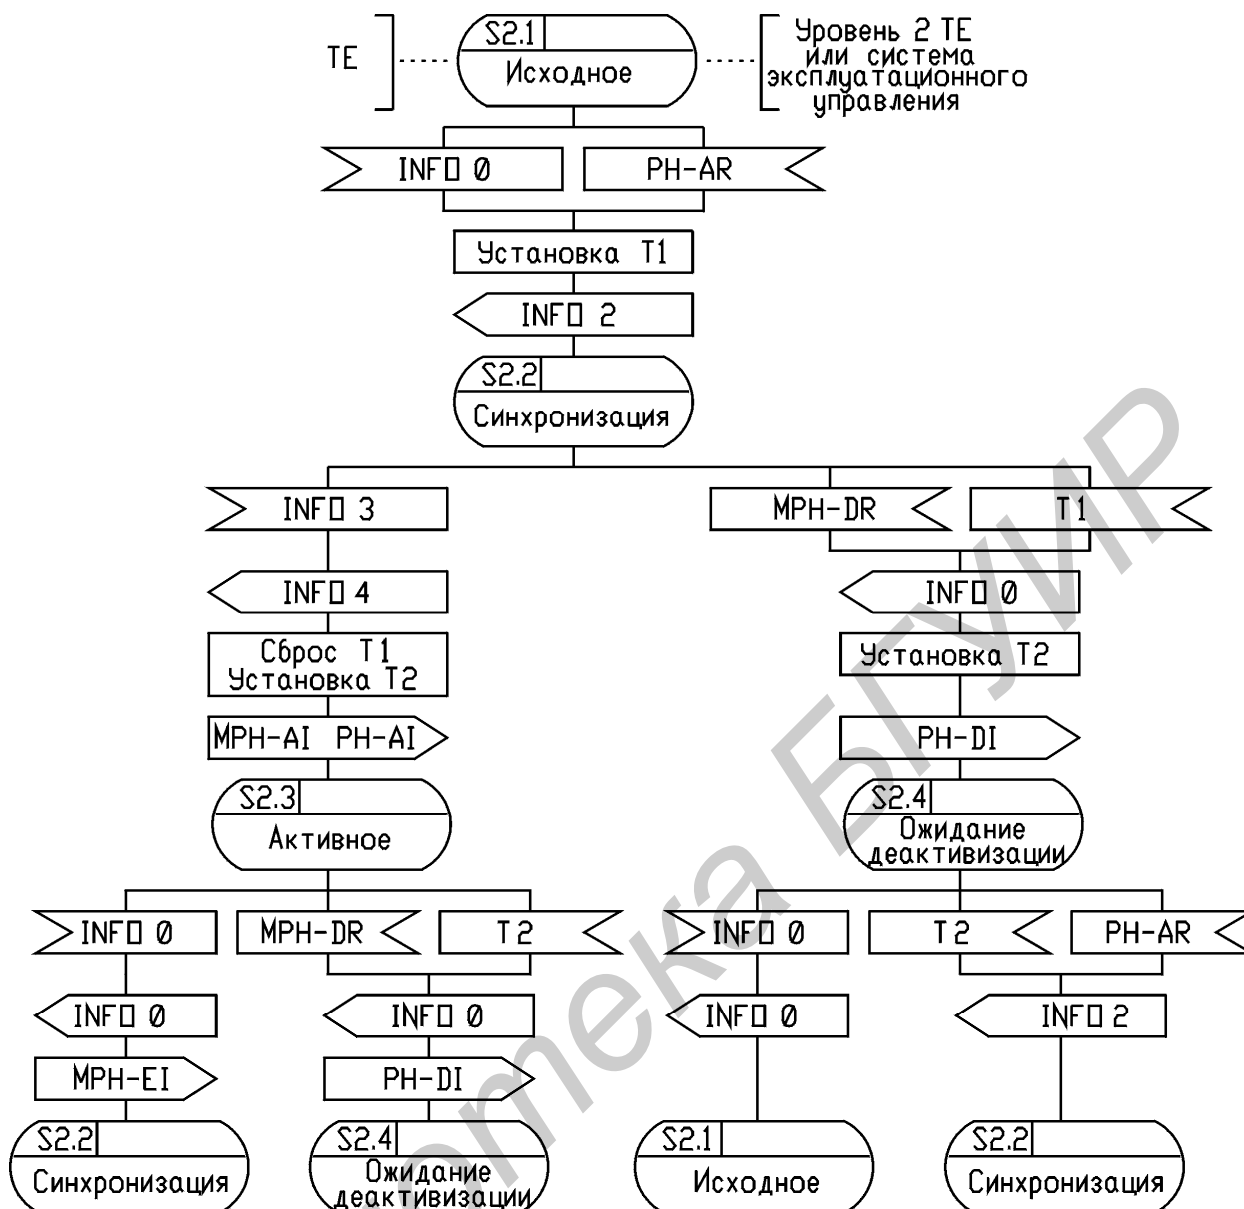 TE
S2.1
Исходное
Уровень 2 TE
или система
эксплуатационного
управления
INFO 0
PH-AR
Установка T1
INFO 2
S2.2
Синхронизация
INFO 3
MPH-DR
T1
INFO 4
INFO 0
Сброс T1
Установка T2
Установка T2
MPH-AI PH-AI
PH-DI
S2.3
Активное
S2.4
Ожидание
деактивизации
INFO 0
MPH-DR
T2
INFO 0
T2
PH-AR
INFO 0
INFO 0
INFO 0
INFO 2
MPH-EI
PH-DI
S2.2
Синхронизация
S2.4
Ожидание
деактивизации
S2.1
Исходное
S2.2
Синхронизация
отека БГУИР